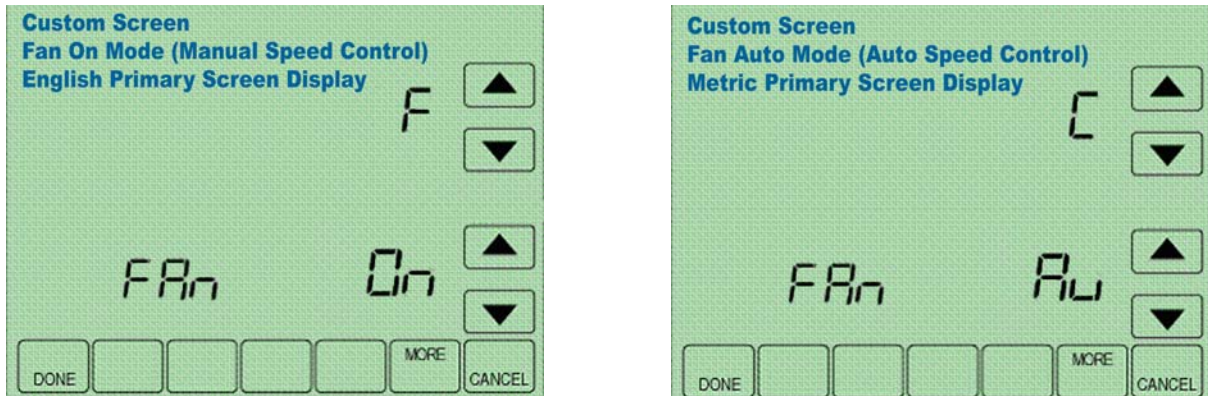 Custom Screen
Fan On Mode (Manual Speed Control)
English Primary Screen Display
F
FAn On
MORE
DONE CANCEL
Custom Screen
Fan Auto Mode (Auto Speed Control)
Metric Primary Screen Display
C
FAn Au
MORE
DONE CANCEL